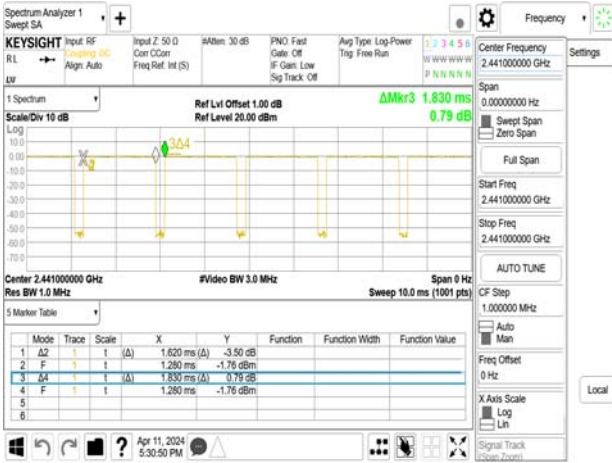 Spectrum Analyzer 1
Swept SA
+
Frequency
KEYSIGHT
RL
Input: RF
Coupling: DC
Align: Auto
Input Z: 50 Ω
Corr CCorr
Freq Ref: Int (S)
#Atten: 30 dB
PNO: Fast
Gate: Off
IF Gain: Low
Sig Track: Off
Avg Type: Log-Power
Trig: Free Run
1 2 3 4 5 6
P N N N N N
1 Spectrum
Scale/Div 10 dB
Ref Lvl Offset 1.00 dB
Ref Level 20.00 dBm
ΔMkr3 1.830 ms
0.79 dB
Log
10.0
0.00
-10.0
-20.0
-30.0
-40.0
-50.0
-60.0
-70.0
3Δ4
Center 2.441000000 GHz
Res BW 1.0 MHz
#Video BW 3.0 MHz
Span 0 Hz
Sweep 10.0 ms (1001 pts)
5 Marker Table
Mode Trace Scale X Y Function Function Width Function Value
1 Δ2 1 t (Δ) 1.620 ms (Δ) -3.50 dB
2 F 1 t 1.280 ms -1.76 dBm
3 Δ4 1 t (Δ) 1.830 ms (Δ) 0.79 dB
4 F 1 t 1.280 ms -1.76 dBm
5
6
Apr 11, 2024
5:30:50 PM
Center Frequency
2.441000000 GHz
Span
0.00000000 Hz
Swept Span
Zero Span
Full Span
Start Freq
2.441000000 GHz
Stop Freq
2.441000000 GHz
AUTO TUNE
CF Step
1.000000 MHz
Auto
Man
Freq Offset
0 Hz
X Axis Scale
Log
Lin
Signal Track
(Span Zoom)
Settings
Local